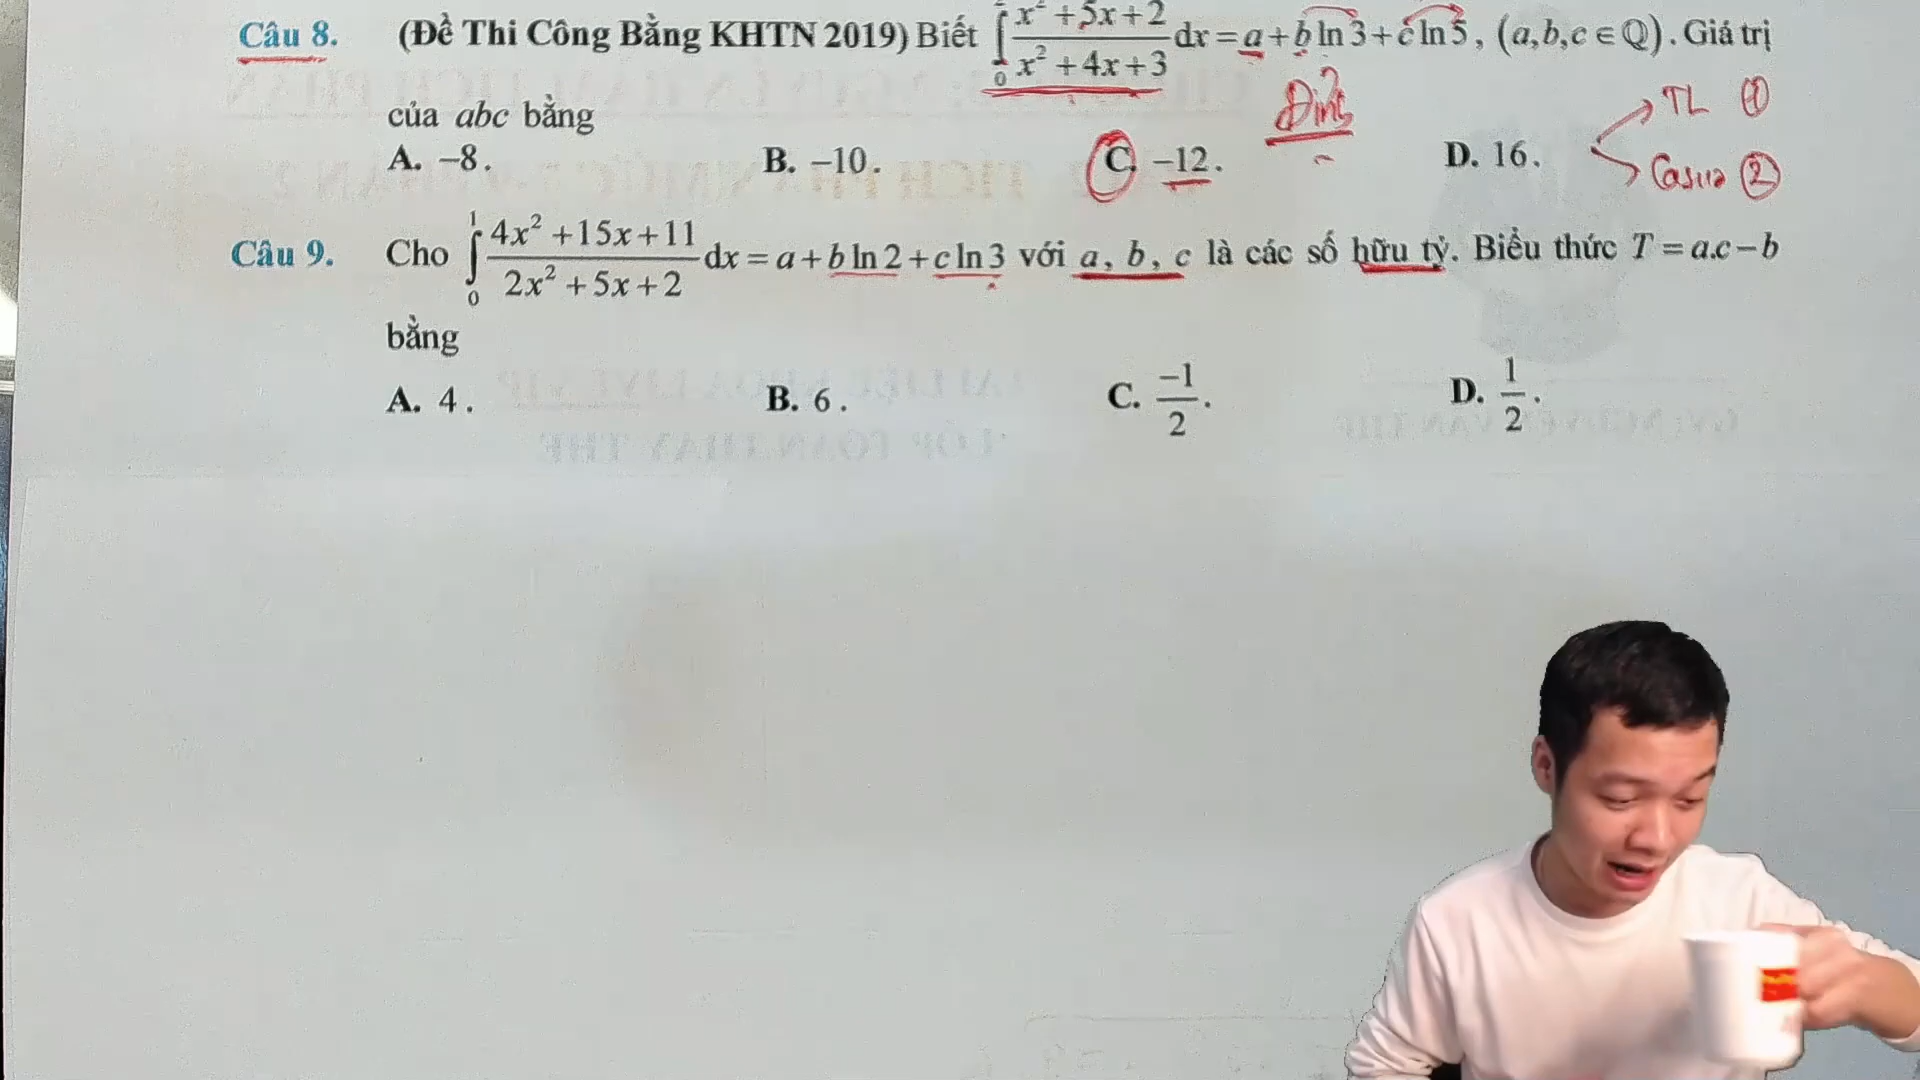 Câu 8. (Đề Thi Công Bằng KHTN 2019) Biết ∫₀ (x² + 5x + 2)/(x² + 4x + 3) dx = a + b ln 3 + c ln 5, (a, b, c ∈ Q). Giá trị
của abc bằng
A. −8. B. −10. C. −12. D. 16.
TL ①
Casio ②
Câu 9. Cho ∫₀¹ (4x² + 15x + 11)/(2x² + 5x + 2) dx = a + b ln 2 + c ln 3 với a, b, c là các số hữu tỷ. Biểu thức T = a.c − b
bằng
A. 4. B. 6. C. −1/2. D. 1/2.